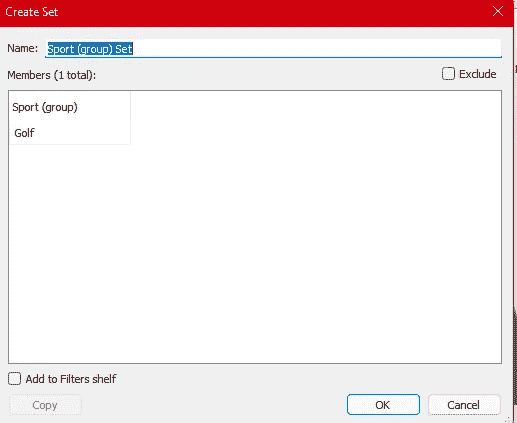 Create Set
Name: Sport (group) Set
Members (1 total):
Exclude
Sport (group)
Golf
Add to Filters shelf
Copy
OK
Cancel